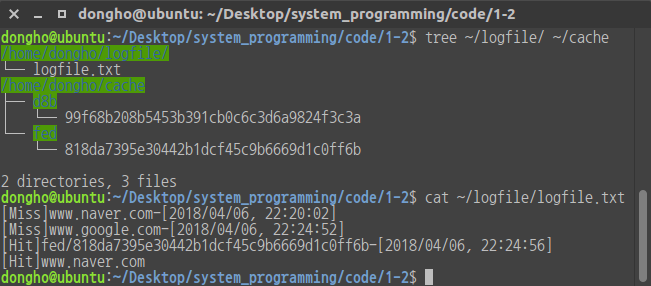 dongho@ubuntu: ~/Desktop/system_programming/code/1-2
dongho@ubuntu:~/Desktop/system_programming/code/1-2$ tree ~/logfile/ ~/cache
/home/dongho/logfile/
└── logfile.txt
/home/dongho/cache
├── d8b
│   └── 99f68b208b5453b391cb0c6c3d6a9824f3c3a
└── fed
    └── 818da7395e30442b1dcf45c9b6669d1c0ff6b
2 directories, 3 files
dongho@ubuntu:~/Desktop/system_programming/code/1-2$ cat ~/logfile/logfile.txt
[Miss]www.naver.com-[2018/04/06, 22:20:02]
[Miss]www.google.com-[2018/04/06, 22:24:52]
[Hit]fed/818da7395e30442b1dcf45c9b6669d1c0ff6b-[2018/04/06, 22:24:56]
[Hit]www.naver.com
dongho@ubuntu:~/Desktop/system_programming/code/1-2$